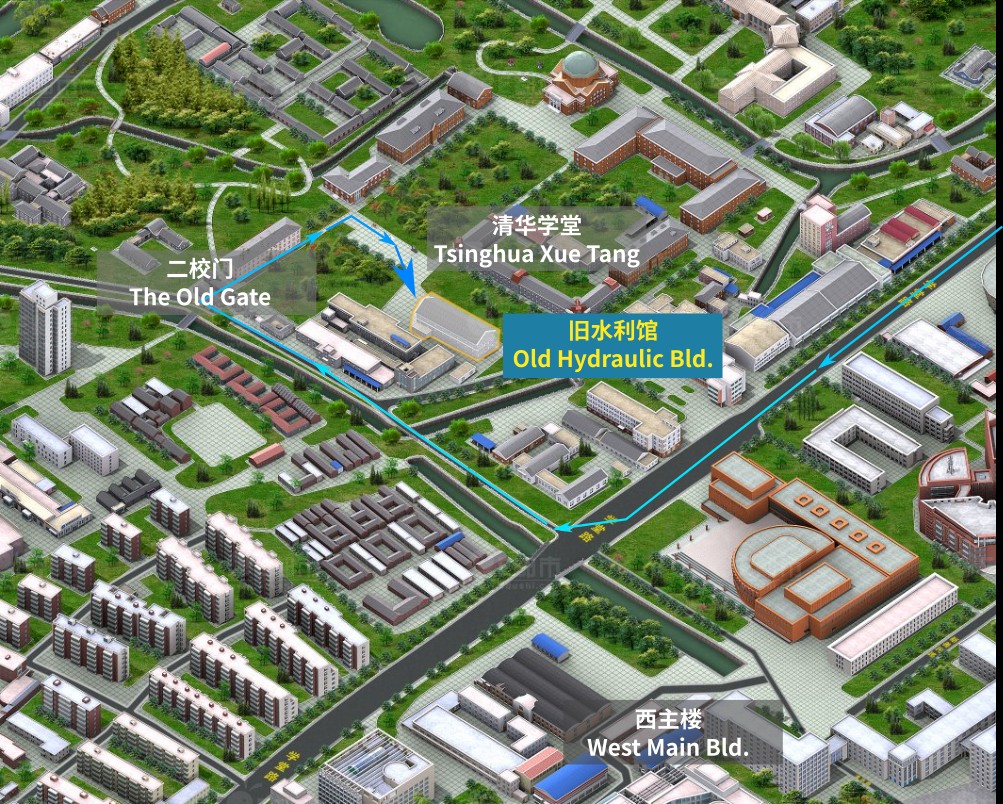 清华学堂
Tsinghua Xue Tang
二校门
The Old Gate
旧水利馆
Old Hydraulic Bld.
西主楼
West Main Bld.